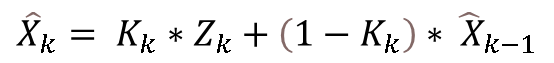 X̂ₖ = Kₖ * Zₖ + (1 − Kₖ) * X̂ₖ₋₁